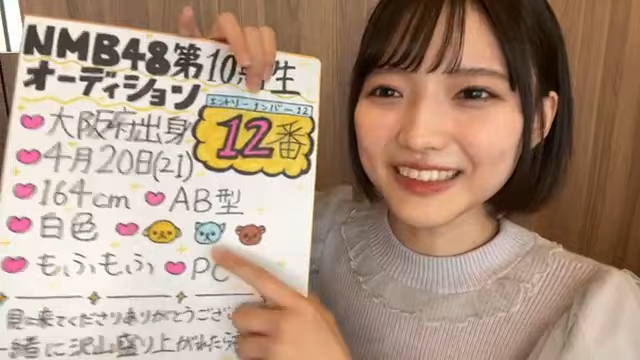 NMB48第10期生
オーディション
エントリーナンバー12
12番
大阪府出身
4月20日(21)
164cm AB型
白色
もふもふ PC
見に来てくださりありがとうござい
一緒に沢山盛り上がれたら